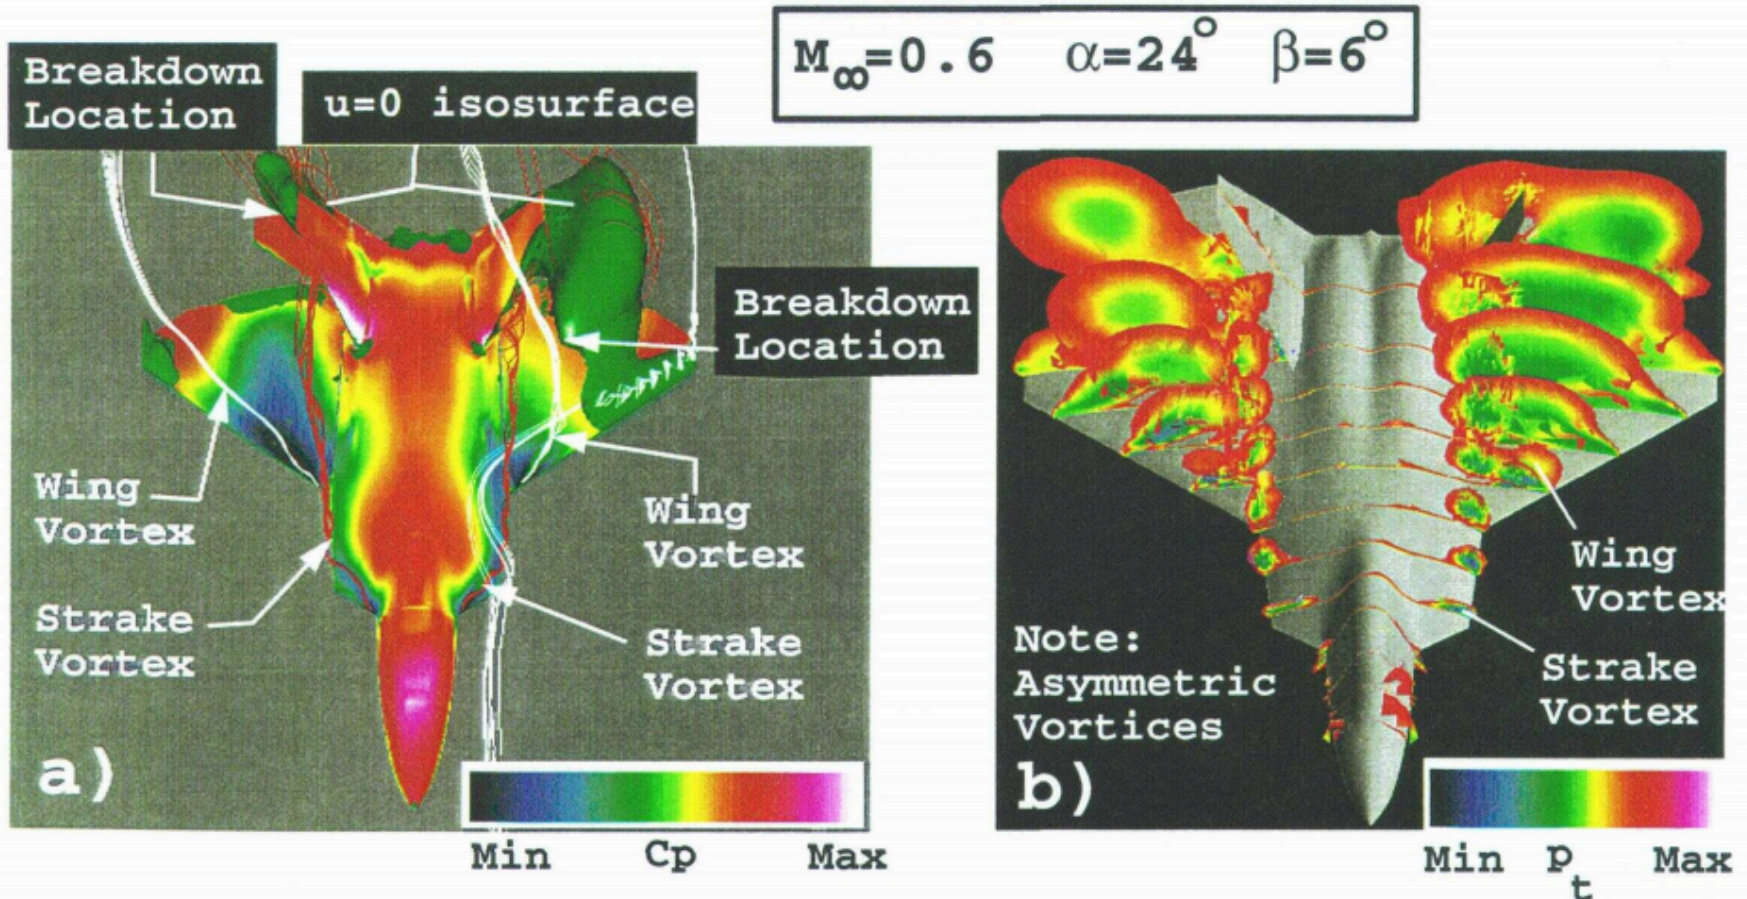 M∞=0.6 α=24° β=6°
Breakdown
Location
u=0 isosurface
Breakdown
Location
Wing
Vortex
Strake
Vortex
Wing
Vortex
Strake
Vortex
a)
Min Cp Max
Wing
Vortex
Strake
Vortex
Note:
Asymmetric
Vortices
b)
Min pt Max